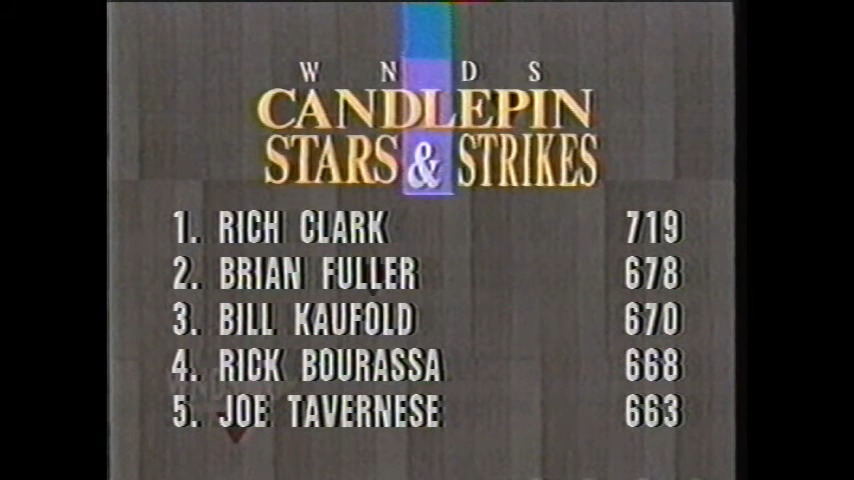 W N D S
CANDLEPIN
STARS & STRIKES
1. RICH CLARK 719
2. BRIAN FULLER 678
3. BILL KAUFOLD 670
4. RICK BOURASSA 668
5. JOE TAVERNESE 663